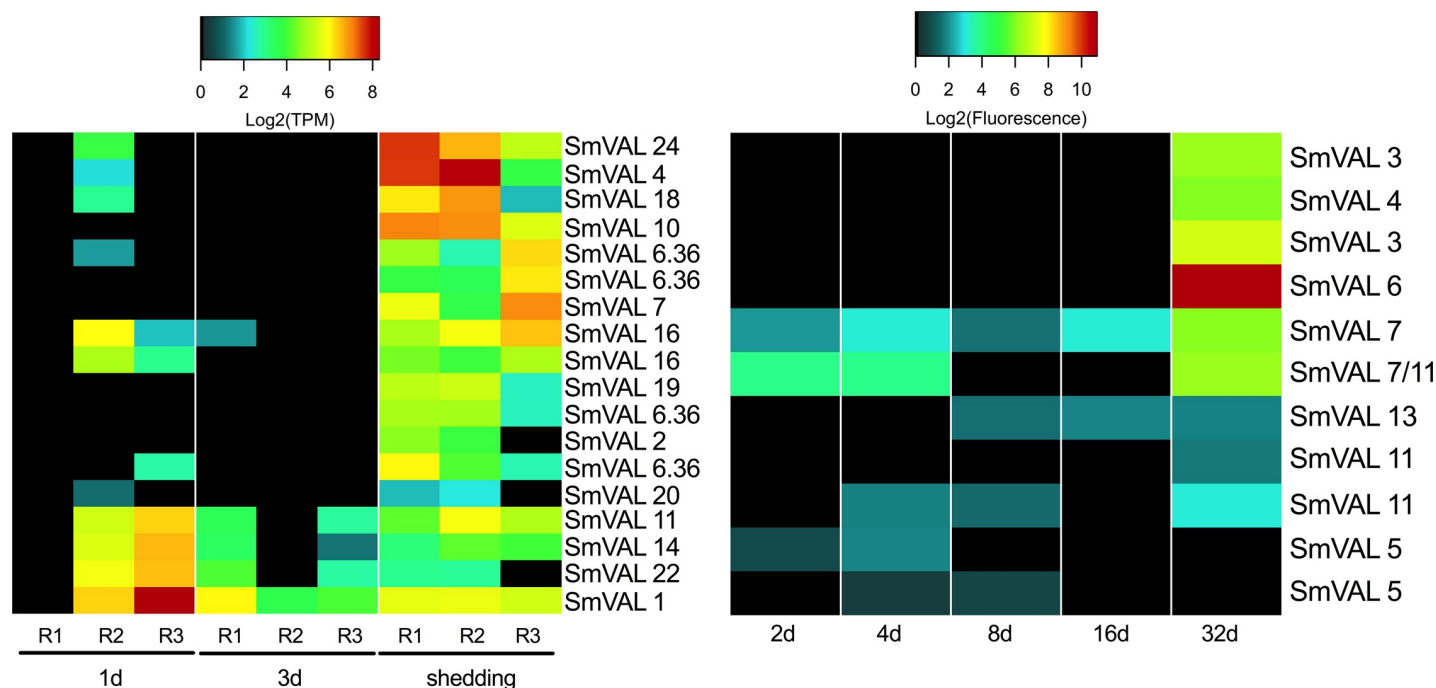 0 2 4 6 8
Log2(TPM)
SmVAL 24
SmVAL 4
SmVAL 18
SmVAL 10
SmVAL 6.36
SmVAL 6.36
SmVAL 7
SmVAL 16
SmVAL 16
SmVAL 19
SmVAL 6.36
SmVAL 2
SmVAL 6.36
SmVAL 20
SmVAL 11
SmVAL 14
SmVAL 22
SmVAL 1
R1 R2 R3 R1 R2 R3 R1 R2 R3
1d 3d shedding
0 2 4 6 8 10
Log2(Fluorescence)
SmVAL 3
SmVAL 4
SmVAL 3
SmVAL 6
SmVAL 7
SmVAL 7/11
SmVAL 13
SmVAL 11
SmVAL 11
SmVAL 5
SmVAL 5
2d 4d 8d 16d 32d